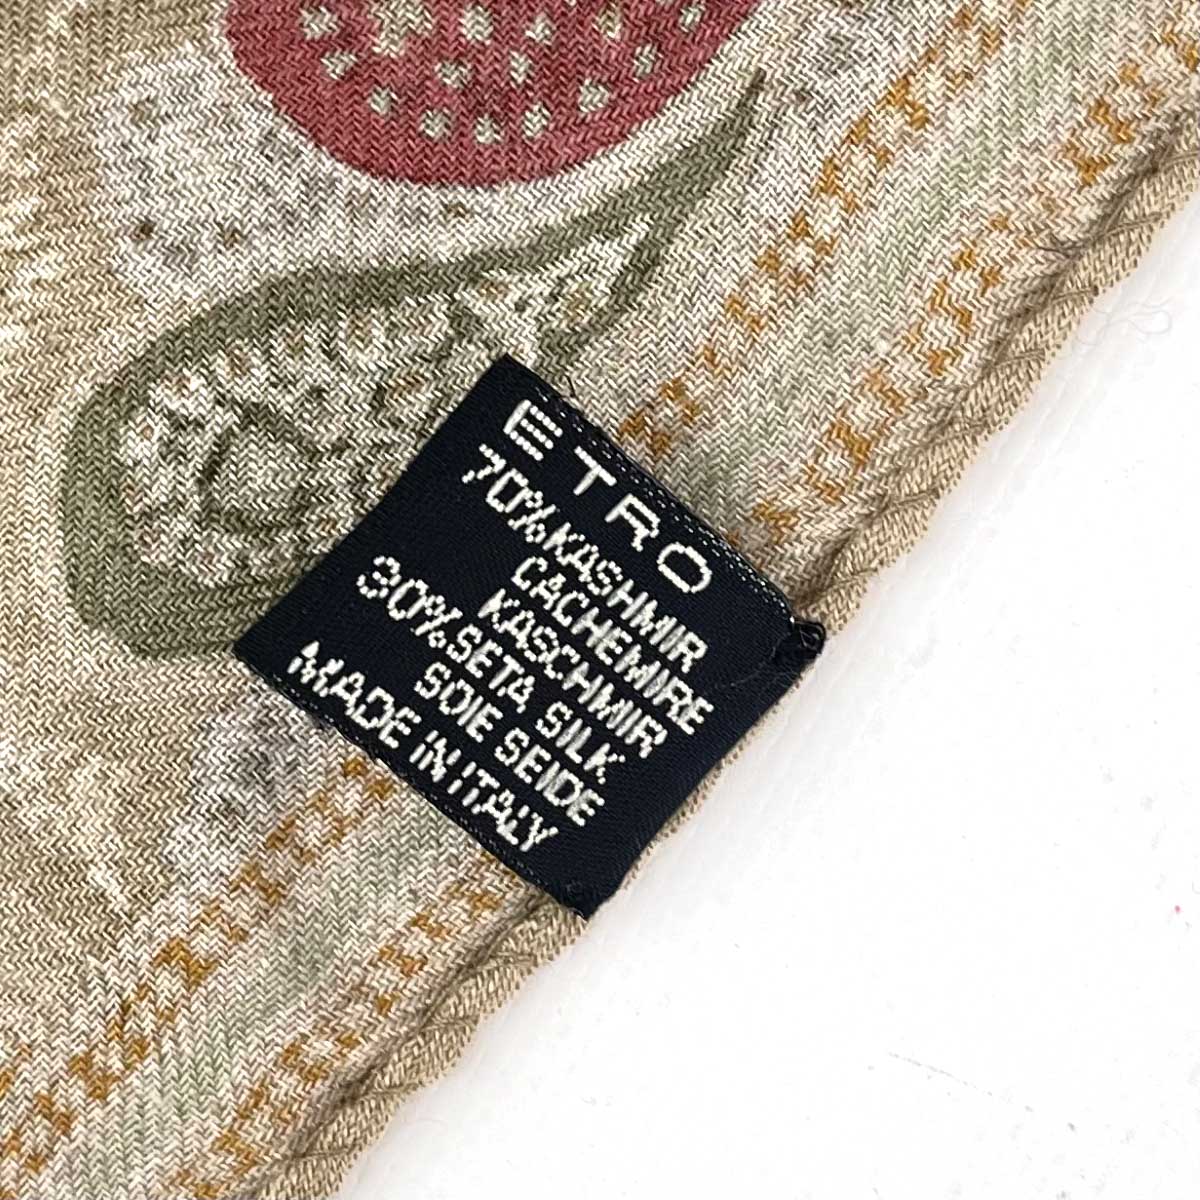 ETRO
70% KASHMIR
CACHEMIRE
KASCHMIR
30% SETA SILK
SOIE SEIDE
MADE IN ITALY